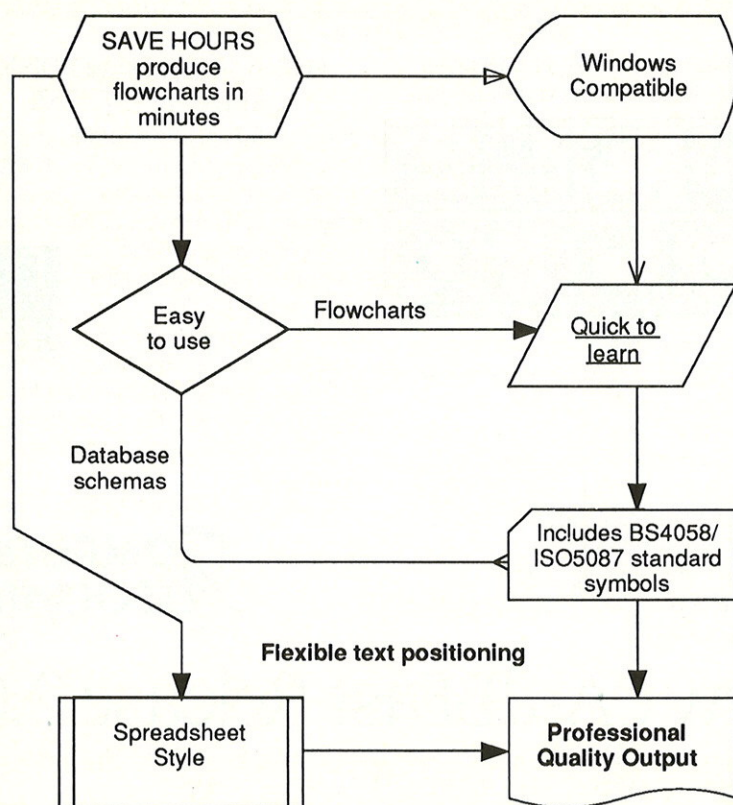 SAVE HOURS
produce
flowcharts in
minutes
Windows
Compatible
Easy
to use
Flowcharts
Quick to
learn
Database
schemas
Includes BS4058/
ISO5087 standard
symbols
Flexible text positioning
Spreadsheet
Style
Professional
Quality Output